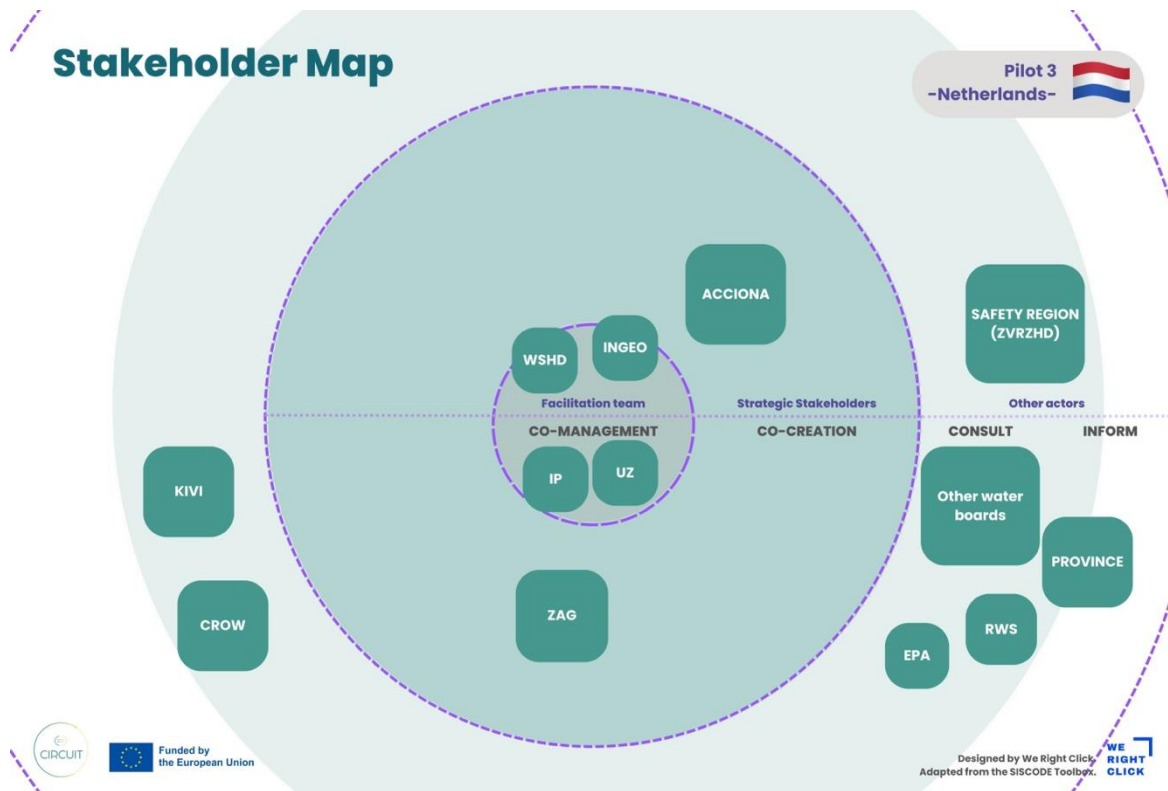 Stakeholder Map
Pilot 3
-Netherlands-
ACCIONA
SAFETY REGION
(ZVRZHD)
WSHD
INGEO
Facilitation team
Strategic Stakeholders
Other actors
CO-MANAGEMENT
CO-CREATION
CONSULT
INFORM
KIVI
IP
UZ
Other water
boards
PROVINCE
CROW
ZAG
RWS
EPA
CIRCUIT
Funded by
the European Union
Designed by We Right Click.
Adapted from the SISCODE Toolbox.
WE
RIGHT
CLICK